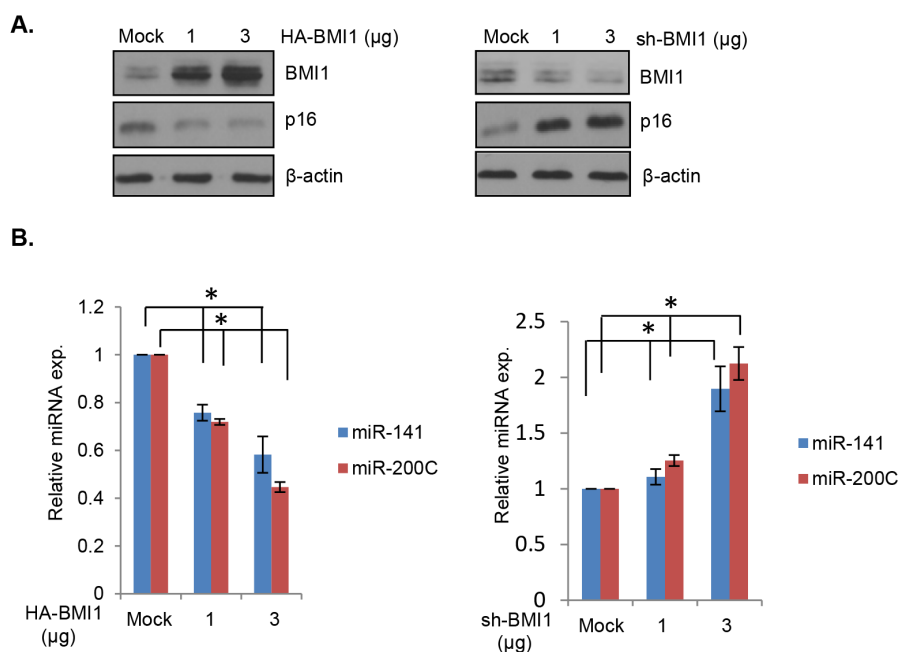 A.
Mock 1 3 HA-BMI1 (µg)
BMI1
p16
β-actin
Mock 1 3 sh-BMI1 (µg)
BMI1
p16
β-actin
B.
Relative miRNA exp.
1.2
1
0.8
0.6
0.4
0.2
0
* 
*
miR-141
miR-200C
HA-BMI1
(µg)
Mock 1 3
Relative miRNA exp.
2.5
2
1.5
1
0.5
0
*
*
miR-141
miR-200C
sh-BMI1
(µg)
Mock 1 3